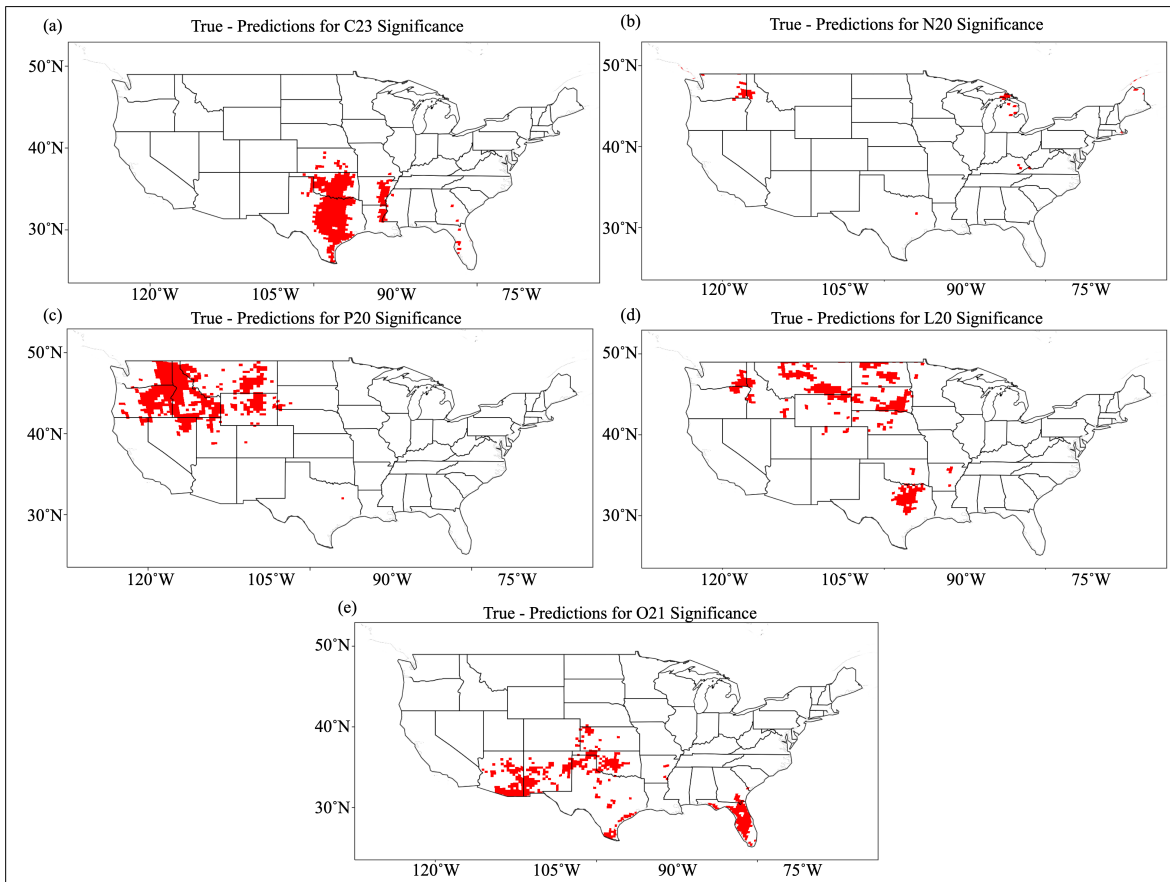 (a)
True - Predictions for C23 Significance
50°N
40°N
30°N
120°W 105°W 90°W 75°W
(b)
True - Predictions for N20 Significance
50°N
40°N
30°N
120°W 105°W 90°W 75°W
(c)
True - Predictions for P20 Significance
50°N
40°N
30°N
120°W 105°W 90°W 75°W
(d)
True - Predictions for L20 Significance
50°N
40°N
30°N
120°W 105°W 90°W 75°W
(e)
True - Predictions for O21 Significance
50°N
40°N
30°N
120°W 105°W 90°W 75°W